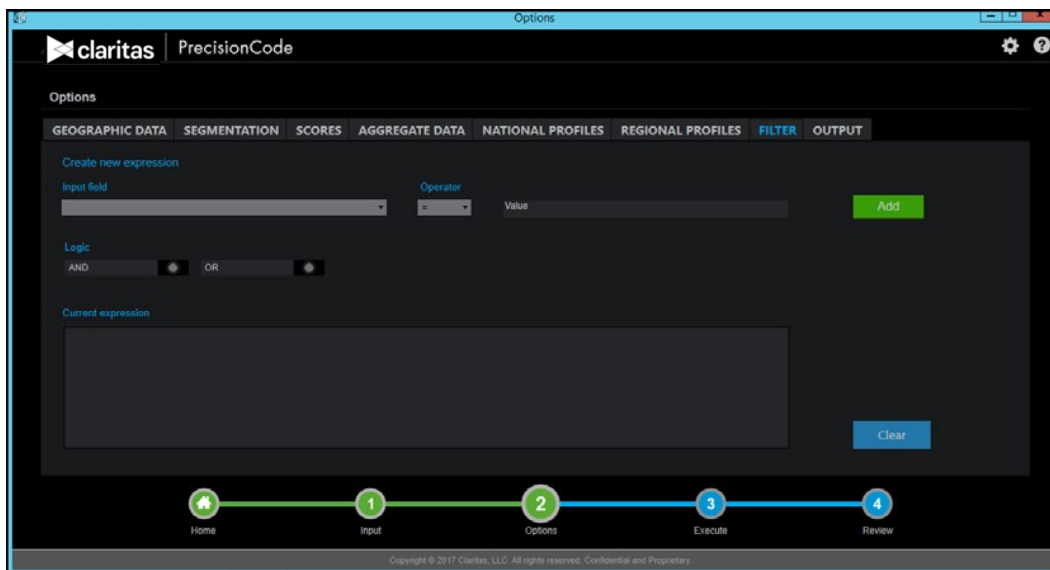 Options
claritas PrecisionCode
Options
GEOGRAPHIC DATA SEGMENTATION SCORES AGGREGATE DATA NATIONAL PROFILES REGIONAL PROFILES FILTER OUTPUT
Create new expression
Input field Operator
= Value Add
Logic
AND OR
Current expression
Clear
1 2 3 4
Home Input Options Execute Review
Copyright © 2017 Claritas, LLC. All rights reserved. Confidential and Proprietary.